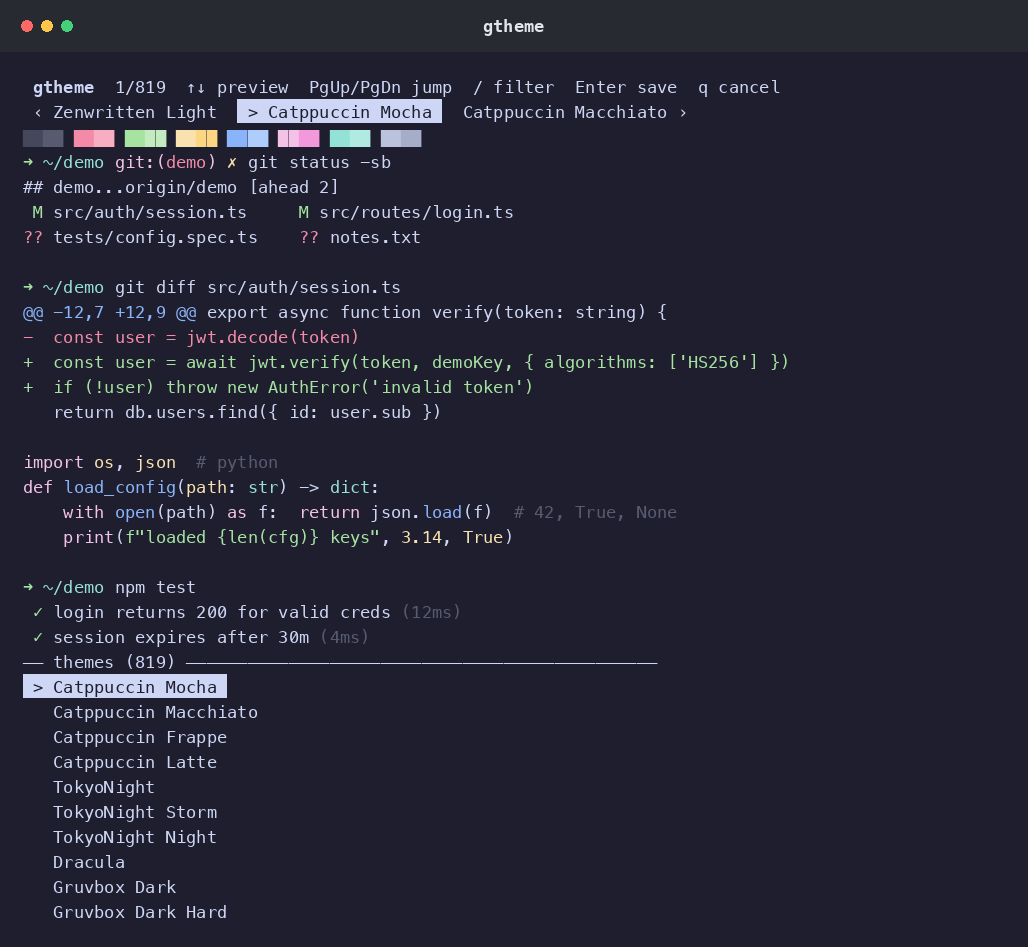 gtheme
gtheme  1/819  ↑↓ preview  PgUp/PgDn jump  / filter  Enter save  q cancel
‹ Zenwritten Light  > Catppuccin Mocha  Catppuccin Macchiato ›
➜ ~/demo git:(demo) ✗ git status -sb
## demo...origin/demo [ahead 2]
 M src/auth/session.ts     M src/routes/login.ts
?? tests/config.spec.ts    ?? notes.txt
➜ ~/demo git diff src/auth/session.ts
@@ -12,7 +12,9 @@ export async function verify(token: string) {
-  const user = jwt.decode(token)
+  const user = await jwt.verify(token, demoKey, { algorithms: ['HS256'] })
+  if (!user) throw new AuthError('invalid token')
   return db.users.find({ id: user.sub })
import os, json  # python
def load_config(path: str) -> dict:
    with open(path) as f:  return json.load(f)  # 42, True, None
    print(f"loaded {len(cfg)} keys", 3.14, True)
➜ ~/demo npm test
 ✓ login returns 200 for valid creds (12ms)
 ✓ session expires after 30m (4ms)
── themes (819) ──────────────────────────────────────────────
 > Catppuccin Mocha
   Catppuccin Macchiato
   Catppuccin Frappe
   Catppuccin Latte
   TokyoNight
   TokyoNight Storm
   TokyoNight Night
   Dracula
   Gruvbox Dark
   Gruvbox Dark Hard